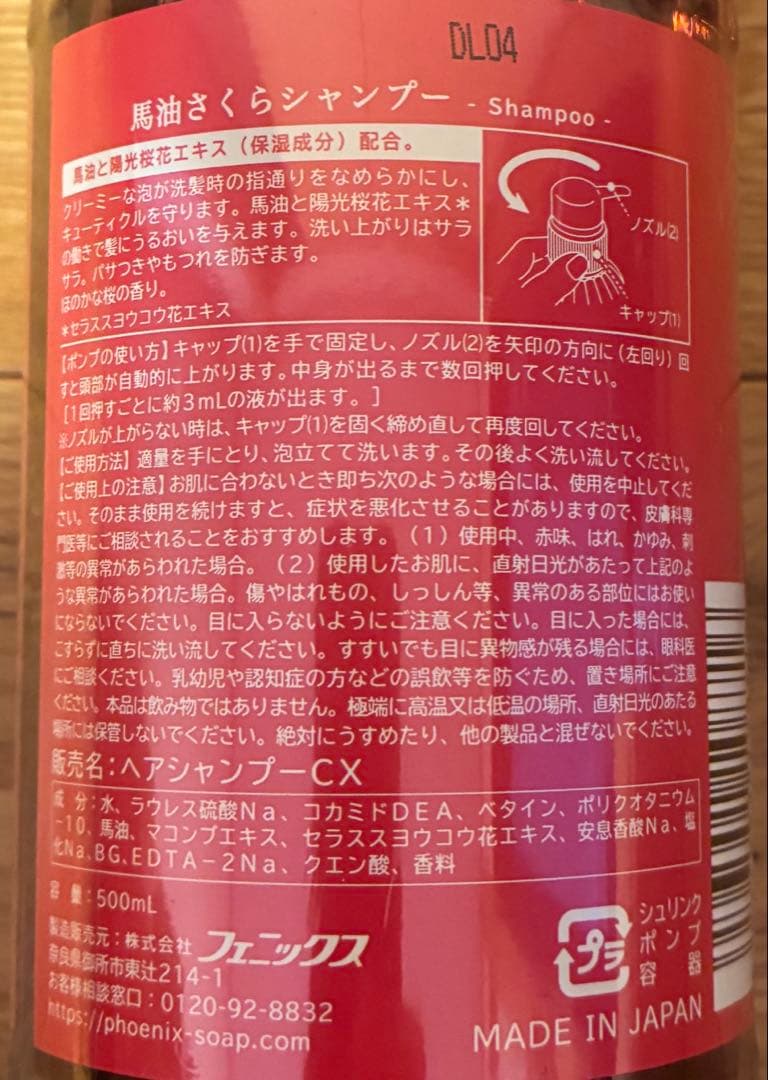 DL04
馬油さくらシャンプー - Shampoo -
馬油と陽光桜花エキス（保湿成分）配合。
クリーミーな泡が洗髪時の指通りをなめらかにし、
キューティクルを守ります。馬油と陽光桜花エキス＊
の働きで髪にうるおいを与えます。洗い上がりはサラ
サラ。パサつきやもつれを防ぎます。
ほのかな桜の香り。
＊セラススヨウコウ花エキス
ノズル(2)
キャップ(1)
【ポンプの使い方】キャップ(1)を手で固定し、ノズル(2)を矢印の方向に（左回り）回
すと頭部が自動的に上がります。中身が出るまで数回押してください。
［1回押すごとに約3mLの液が出ます。］
※ノズルが上がらない時は、キャップ(1)を固く締め直して再度回してください。
【ご使用方法】適量を手にとり、泡立てて洗います。その後よく洗い流してください。
【ご使用上の注意】お肌に合わないとき即ち次のような場合には、使用を中止してくだ
さい。そのまま使用を続けますと、症状を悪化させることがありますので、皮膚科専
門医等にご相談されることをおすすめします。（1）使用中、赤味、はれ、かゆみ、刺
激等の異常があらわれた場合。（2）使用したお肌に、直射日光があたって上記のよ
うな異常があらわれた場合。傷やはれもの、しっしん等、異常のある部位にはお使い
にならないでください。目に入らないようにご注意ください。目に入った場合には、
こすらずに直ちに洗い流してください。すすいでも目に異物感が残る場合には、眼科医
にご相談ください。乳幼児や認知症の方などの誤飲等を防ぐため、置き場所にご注意
ください。本品は飲み物ではありません。極端に高温又は低温の場所、直射日光のあたる
場所には保管しないでください。絶対にうすめたり、他の製品と混ぜないでください。
販売名：ヘアシャンプーCX
成 分：水、ラウレス硫酸Na、コカミドDEA、ベタイン、ポリクオタニウム
－10、馬油、マコンブエキス、セラススヨウコウ花エキス、安息香酸Na、塩
化Na、BG、EDTA－2Na、クエン酸、香料
容 量：500mL
製造販売元：株式会社 フェニックス
奈良県御所市東辻214-1
お客様相談窓口：0120-92-8832
https://phoenix-soap.com
プラ
シュリンク
ポンプ
容器
MADE IN JAPAN